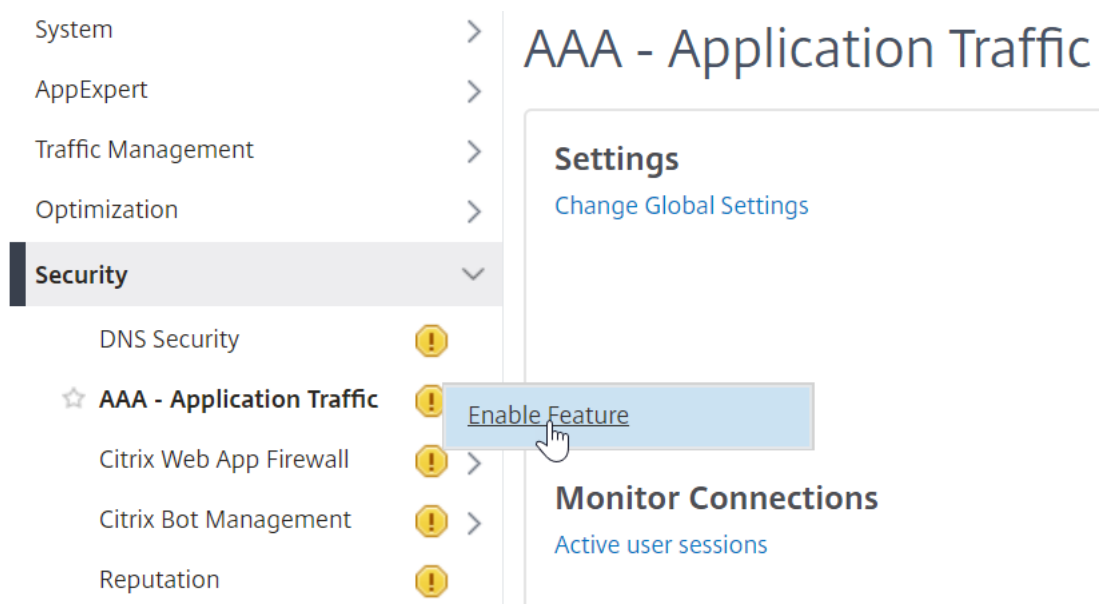 System
AppExpert
Traffic Management
Optimization
Security
DNS Security
AAA - Application Traffic
Citrix Web App Firewall
Citrix Bot Management
Reputation
Enable Feature
AAA - Application Traffic
Settings
Change Global Settings
Monitor Connections
Active user sessions